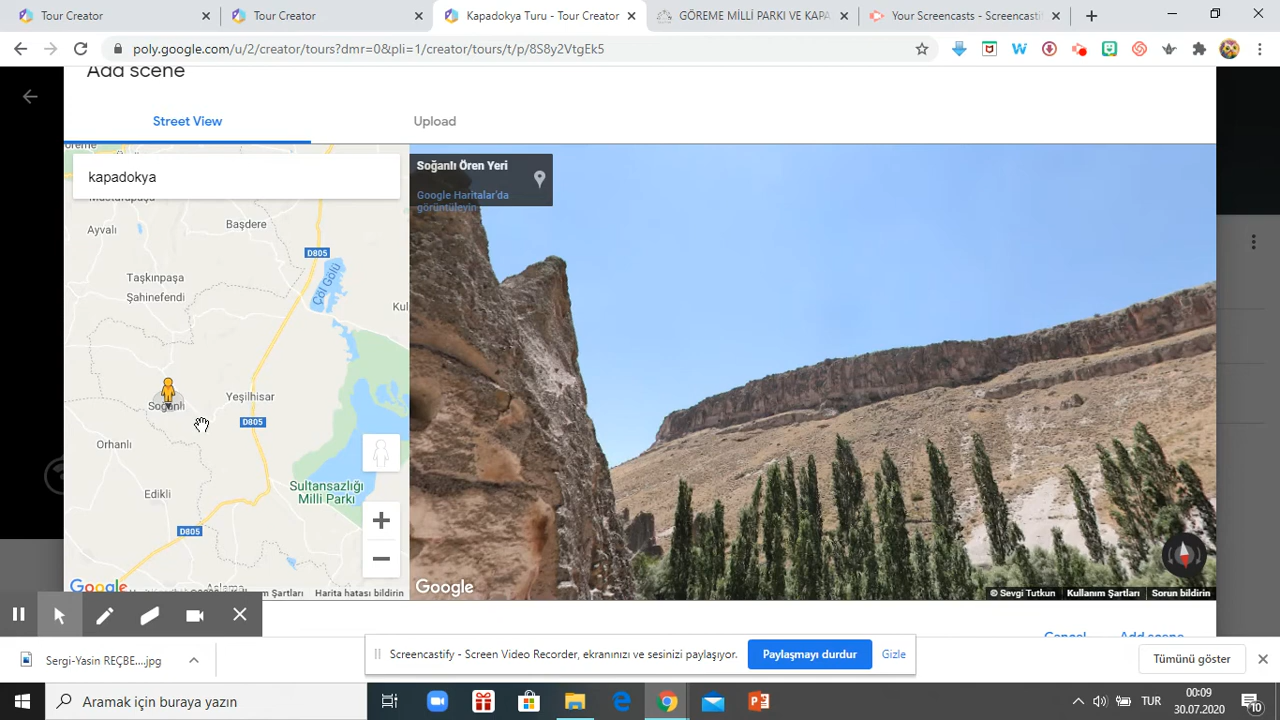 Tour Creator
Tour Creator
Kapadokya Turu - Tour Creator
GÖREME MİLLİ PARKI VE KAPA
Your Screencasts - Screencastif
poly.google.com/u/2/creator/tours?dmr=0&pli=1/creator/tours/t/p/8S8y2VtgEk5
Add scene
Street View
Upload
kapadokya
Soğanlı Ören Yeri
Google Haritalar'da
görüntüleyin
Mustafapaşa
Başdere
Ayvalı
D805
Taşkınpaşa
Şahinefendi
Çöl Gölü
Kul
Soğanlı
Yeşilhisar
D805
Orhanlı
Edikli
Sultansazlığı
Milli Parkı
D805
Google
Şartları
Harita hatası bildirin
Google
© Sevgi Tutkun
Kullanım Şartları
Sorun bildirin
Cancel
Add scene
Screencastify - Screen Video Recorder, ekranınızı ve sesinizi paylaşıyor.
Paylaşmayı durdur
Gizle
Sergi-Yasin REÇBE....jpg
Tümünü göster
Aramak için buraya yazın
TUR
00:09
30.07.2020
10